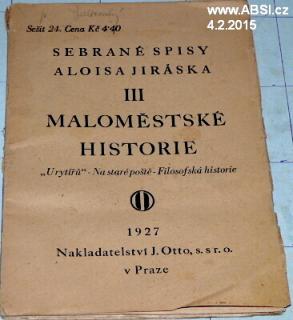 www.ABSI.cz
4.2.2015
Sešit 24. Cena Kč 4·40
SEBRANÉ SPISY
ALOISA JIRÁSKA
III
MALOMĚSTSKÉ
HISTORIE
„U rytířů“ - Na staré poště - Filosofská historie
1927
Nakladatelství J. Otto, s. s r. o.
v Praze